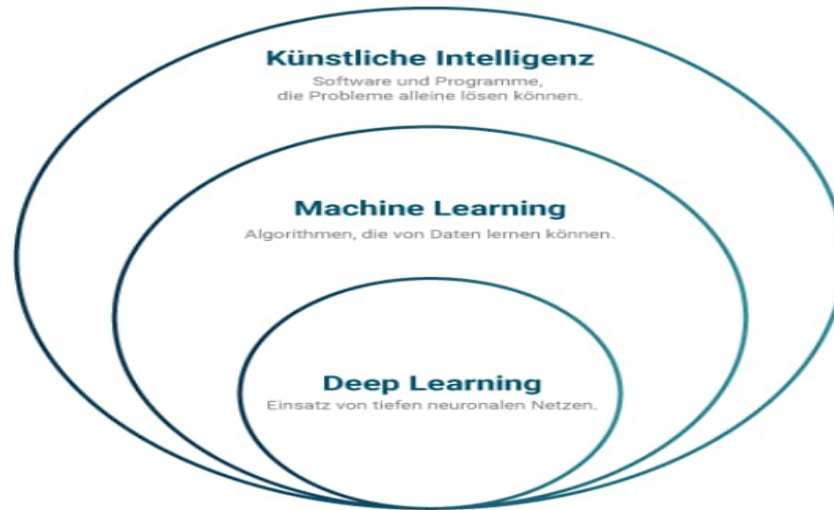 Künstliche Intelligenz
Software und Programme,
die Probleme alleine lösen können.
Machine Learning
Algorithmen, die von Daten lernen können.
Deep Learning
Einsatz von tiefen neuronalen Netzen.